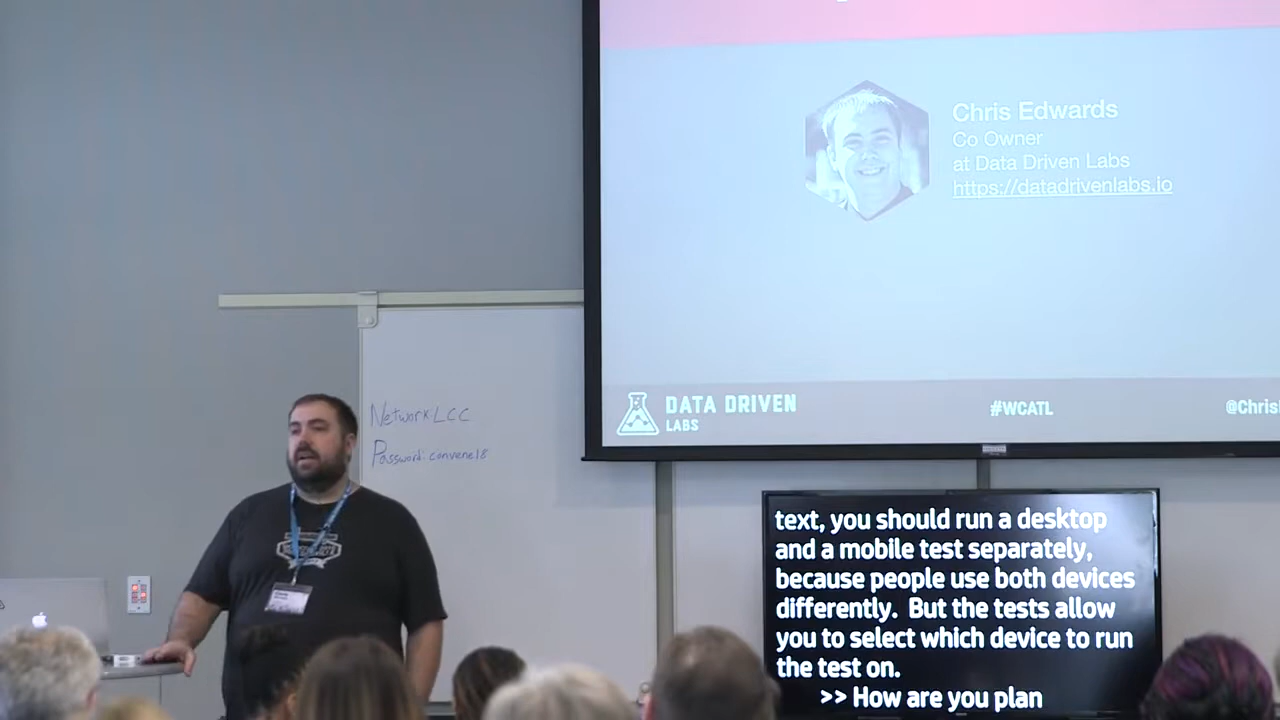 Chris Edwards
Co Owner
at Data Driven Labs
https://datadrivenlabs.io
DATA DRIVEN
LABS
#WCATL
@Chris
Network: LCC
Password: convene18
text, you should run a desktop
and a mobile test separately,
because people use both devices
differently. But the tests allow
you to select which device to run
the test on.
>> How are you plan